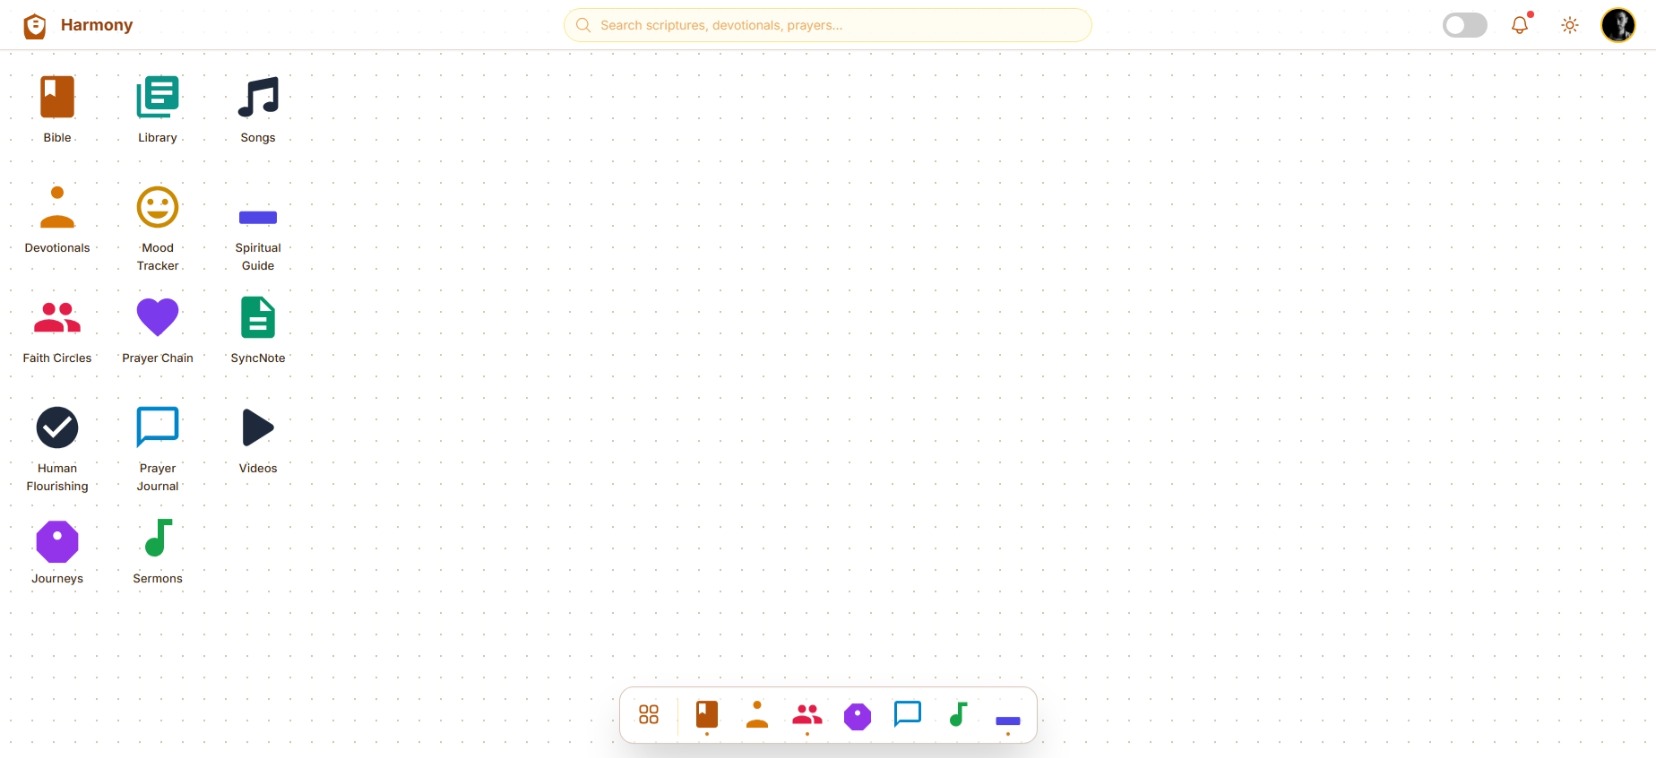 Harmony
Search scriptures, devotionals, prayers...
Bible
Library
Songs
Devotionals
Mood
Tracker
Spiritual
Guide
Faith Circles
Prayer Chain
SyncNote
Human
Flourishing
Prayer
Journal
Videos
Journeys
Sermons